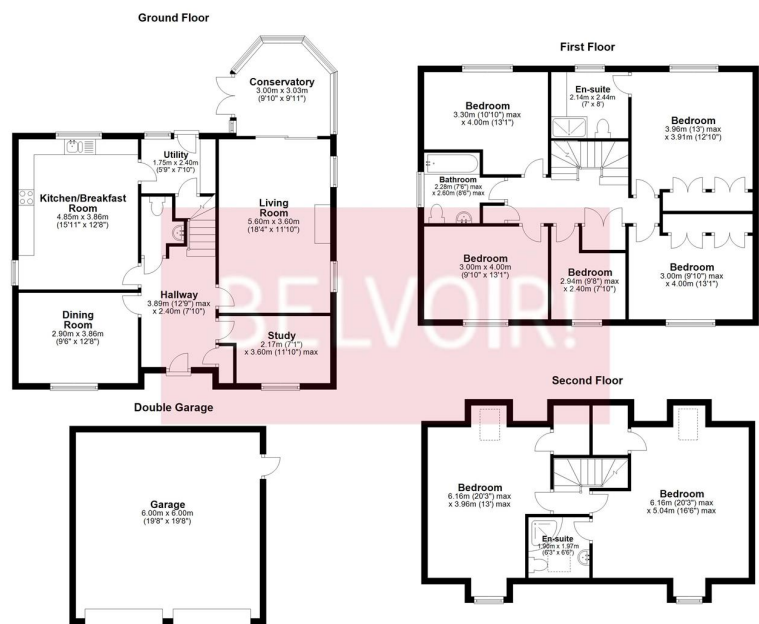 Ground Floor
Conservatory
3.00m x 3.03m
(9'10" x 9'11")
Utility
1.75m x 2.40m
(5'9" x 7'10")
Kitchen/Breakfast
Room
4.85m x 3.86m
(15'11" x 12'8")
Living
Room
5.60m x 3.60m
(18'4" x 11'10")
Hallway
3.89m (12'9") max
x 2.40m (7'10")
Dining
Room
2.90m x 3.86m
(9'6" x 12'8")
Study
2.17m (7'1")
x 3.60m (11'10") max
First Floor
Bedroom
3.30m (10'10") max
x 4.00m (13'1")
En-suite
2.14m x 2.44m
(7' x 8')
Bedroom
3.96m (13') max
x 3.91m (12'10")
Bathroom
2.28m (7'6") max
x 2.60m (8'6") max
Bedroom
3.00m x 4.00m
(9'10" x 13'1")
Bedroom
2.94m (9'8") max
x 2.40m (7'10")
Bedroom
3.00m (9'10") max
x 4.00m (13'1")
BELVOIR!
Double Garage
Garage
6.00m x 6.00m
(19'8" x 19'8")
Second Floor
Bedroom
6.16m (20'3") max
x 3.96m (13') max
Bedroom
6.16m (20'3") max
x 5.04m (16'6") max
En-suite
1.90m x 1.97m
(6'3" x 6'6")